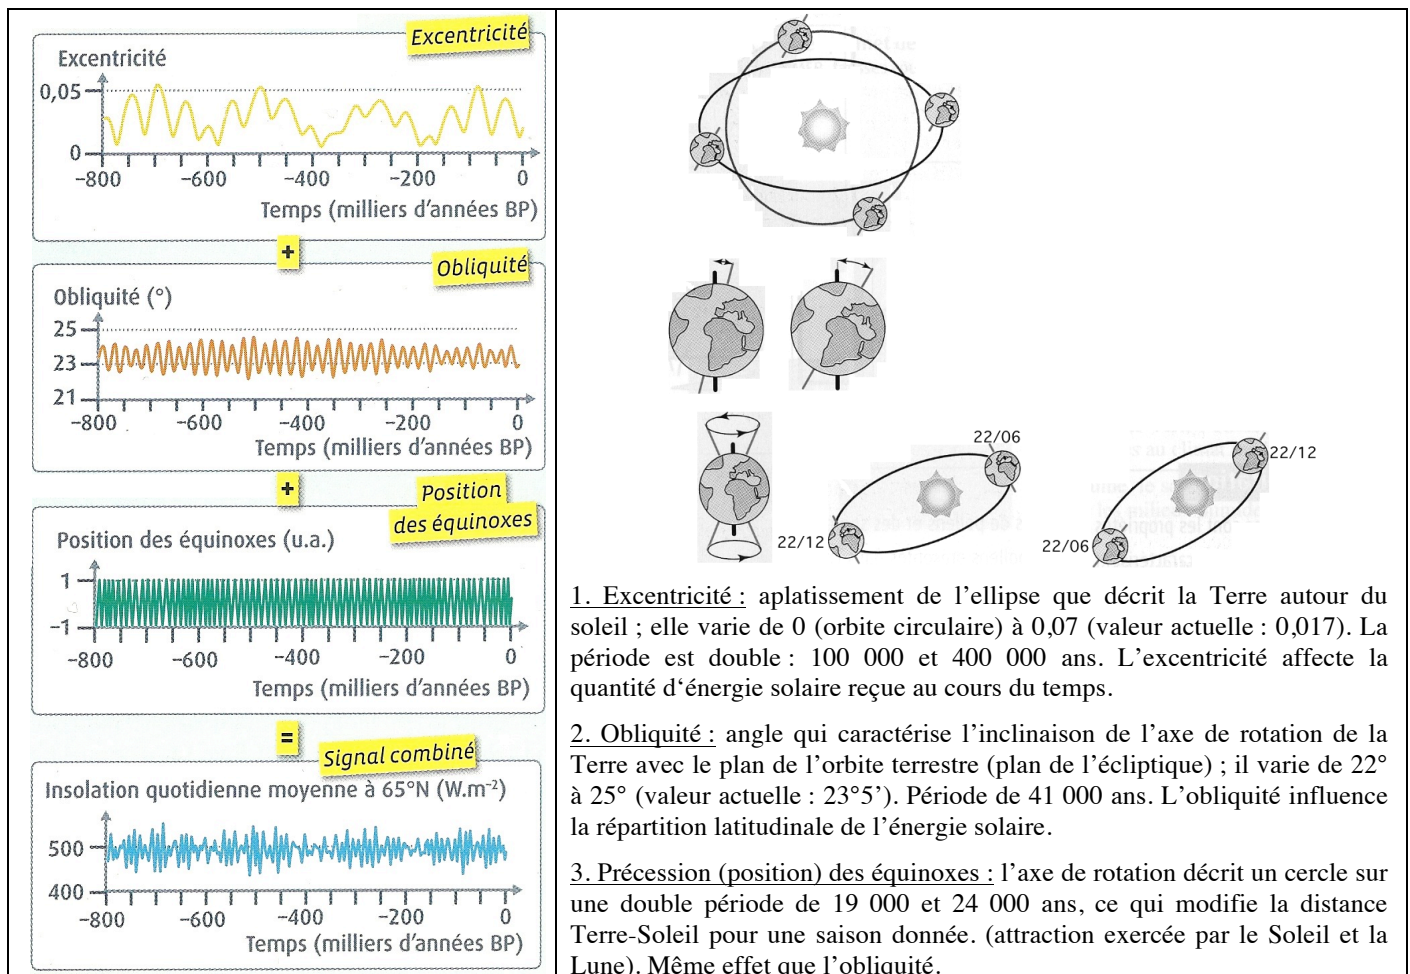 Excentricité
Excentricité
0,05
0
-800
-600
-400
-200
0
Temps (milliers d'années BP)
+
Obliquité
Obliquité (°)
25
23
21
-800
-600
-400
-200
0
Temps (milliers d'années BP)
+
Position
des équinoxes
Position des équinoxes (u.a.)
1
-1
-800
-600
-400
-200
0
Temps (milliers d'années BP)
=
Signal combiné
Insolation quotidienne moyenne à 65°N (W.m⁻²)
500
400
-800
-600
-400
-200
0
Temps (milliers d'années BP)
22/06
22/12
22/12
22/06
1. Excentricité : aplatissement de l'ellipse que décrit la Terre autour du
soleil ; elle varie de 0 (orbite circulaire) à 0,07 (valeur actuelle : 0,017). La
période est double : 100 000 et 400 000 ans. L'excentricité affecte la
quantité d‘énergie solaire reçue au cours du temps.
2. Obliquité : angle qui caractérise l'inclinaison de l'axe de rotation de la
Terre avec le plan de l'orbite terrestre (plan de l'écliptique) ; il varie de 22°
à 25° (valeur actuelle : 23°5'). Période de 41 000 ans. L'obliquité influence
la répartition latitudinale de l'énergie solaire.
3. Précession (position) des équinoxes : l'axe de rotation décrit un cercle sur
une double période de 19 000 et 24 000 ans, ce qui modifie la distance
Terre-Soleil pour une saison donnée. (attraction exercée par le Soleil et la
Lune). Même effet que l'obliquité.